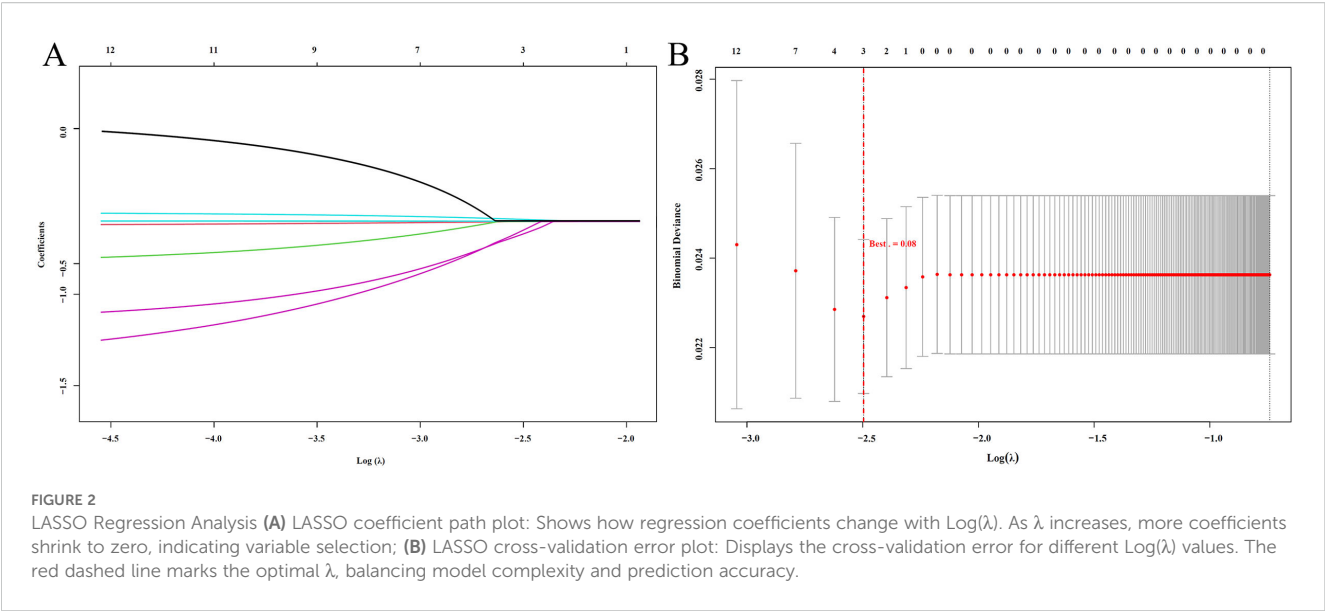 A
12 11 9 7 3 1
0.0
−0.5
−1.0
−1.5
Coefficients
−4.5 −4.0 −3.5 −3.0 −2.5 −2.0
Log (λ)
B
12 7 4 3 2 1 0 0 0 0 0 0 0 0 0 0 0 0 0 0 0 0 0 0 0 0
0.028
0.026
0.024
0.022
Binomial Deviance
Best . = 0.08
−3.0 −2.5 −2.0 −1.5 −1.0
Log(λ)
FIGURE 2
LASSO Regression Analysis (A) LASSO coefficient path plot: Shows how regression coefficients change with Log(λ). As λ increases, more coefficients
shrink to zero, indicating variable selection; (B) LASSO cross-validation error plot: Displays the cross-validation error for different Log(λ) values. The
red dashed line marks the optimal λ, balancing model complexity and prediction accuracy.